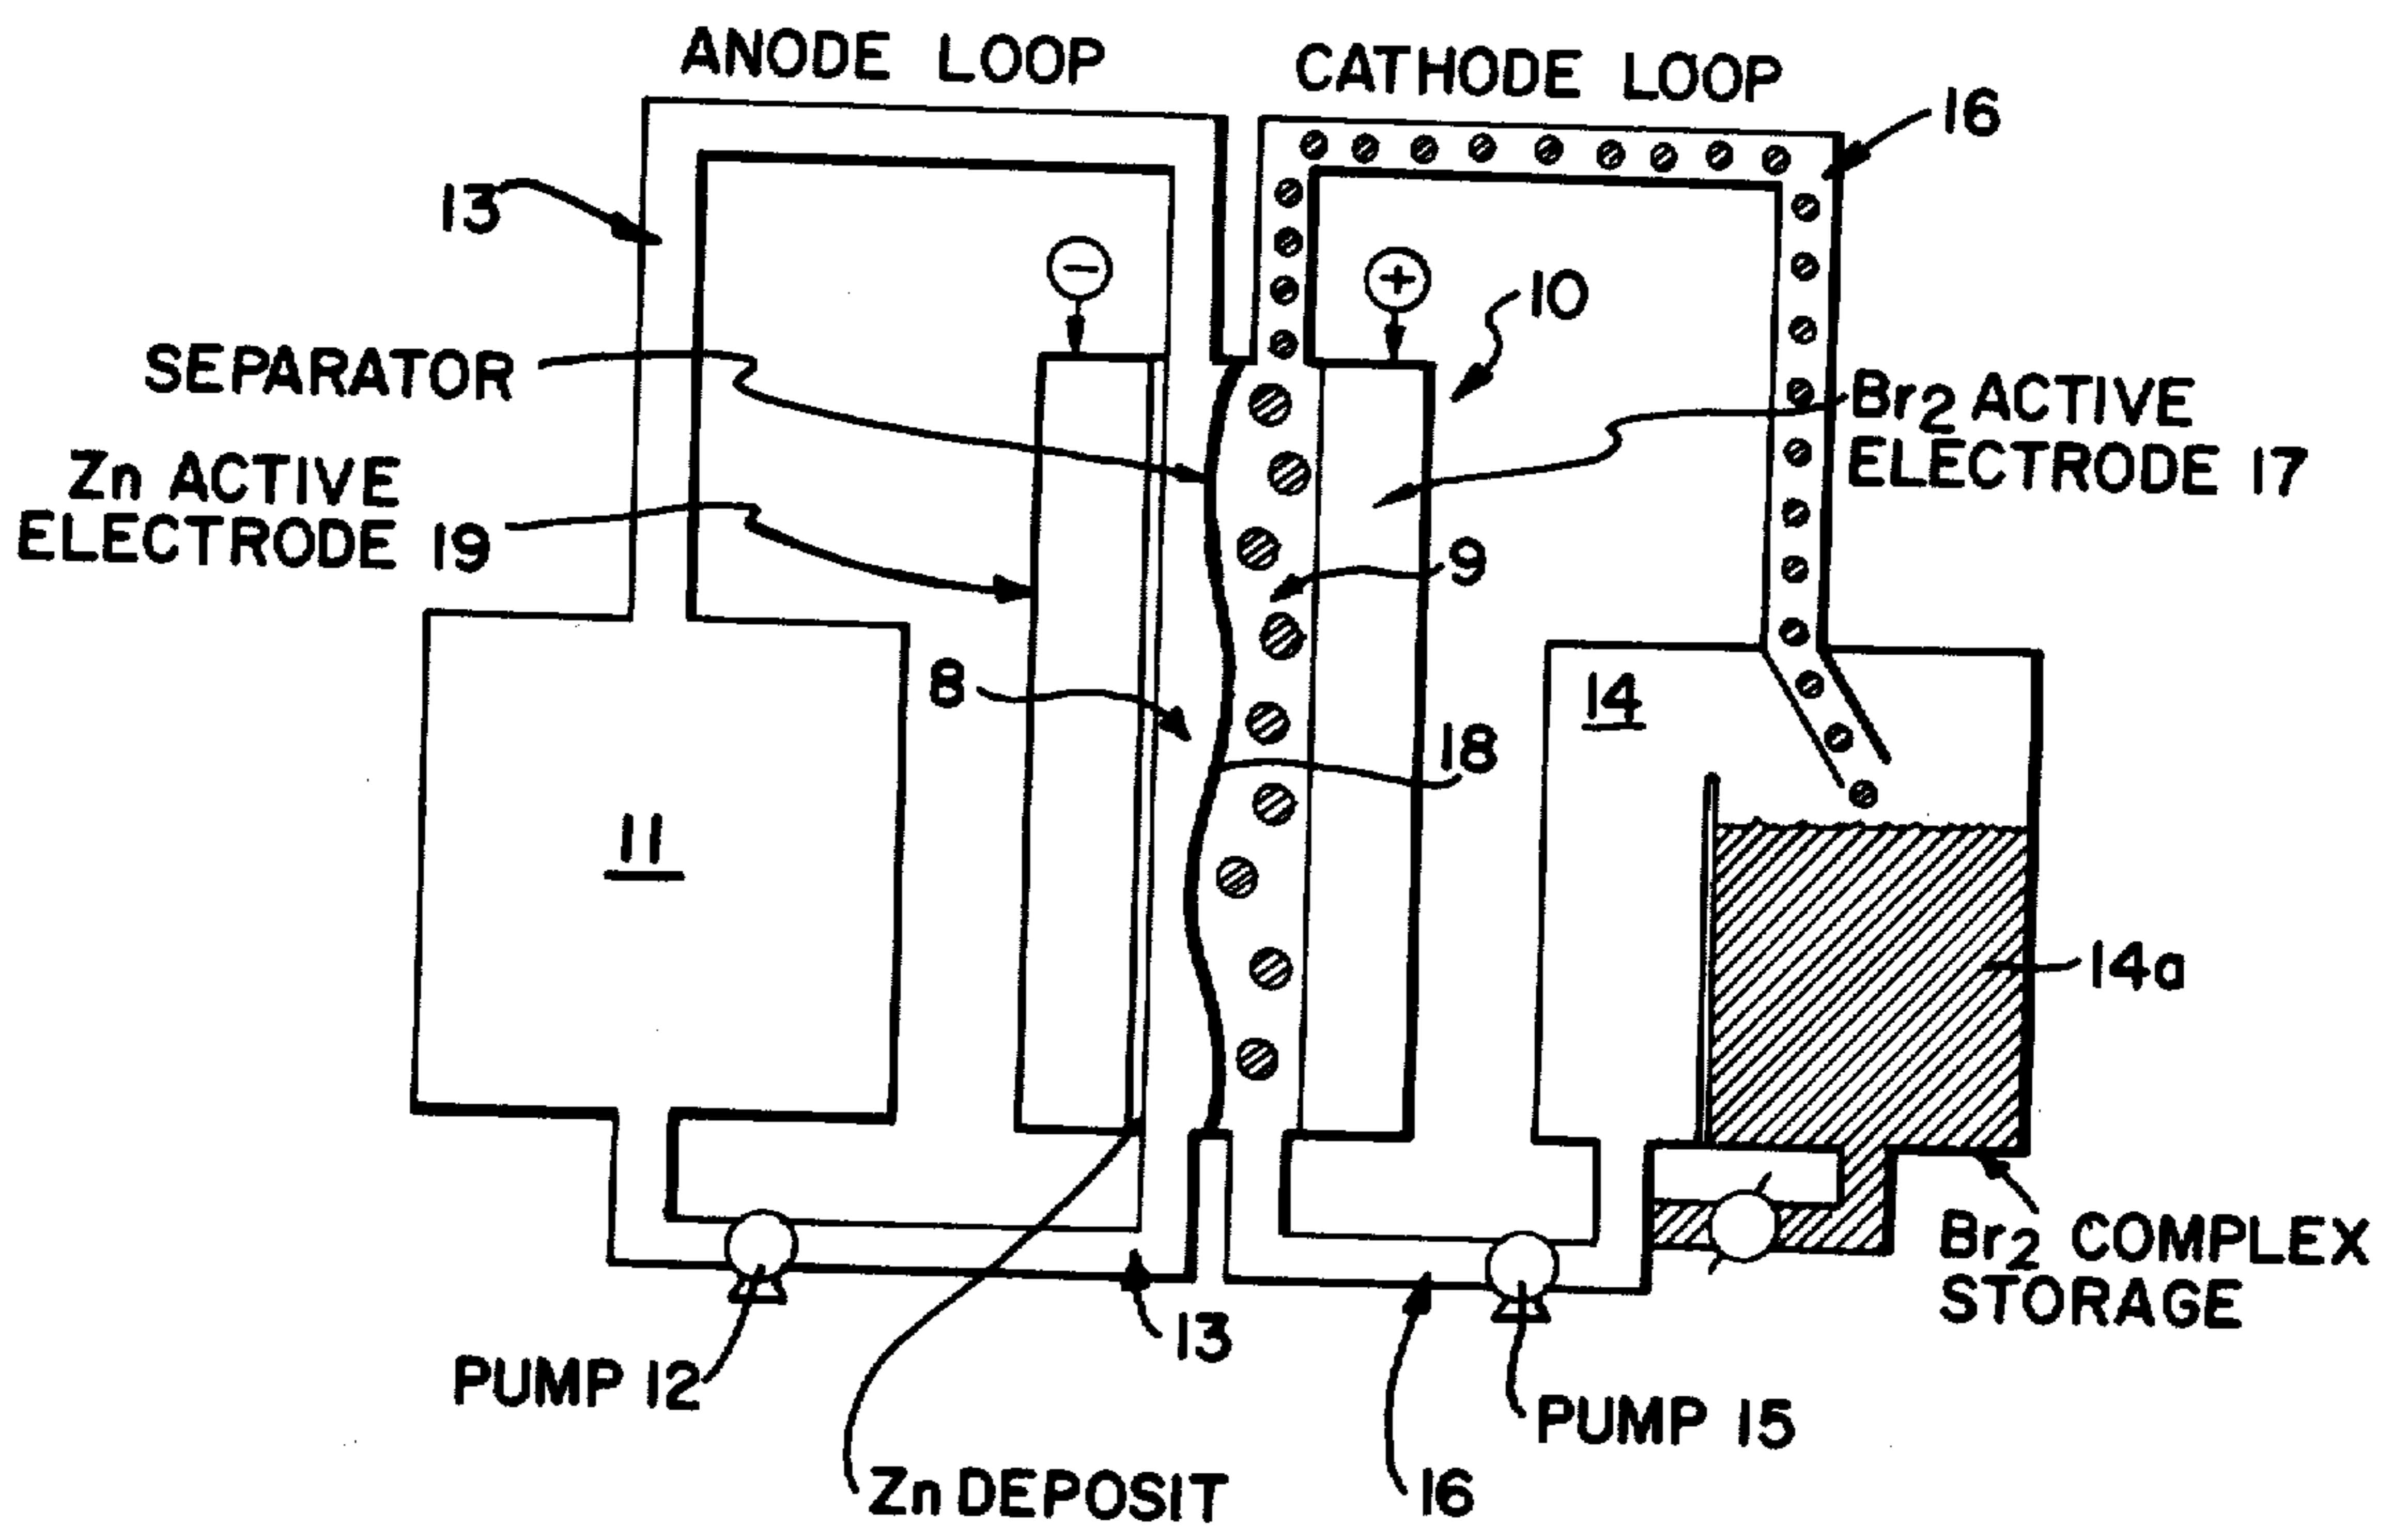 ANODE LOOP
CATHODE LOOP
16
13
−
+
10
SEPARATOR
Br2 ACTIVE
ELECTRODE 17
Zn ACTIVE
ELECTRODE 19
9
8
14
18
11
14a
Br2 COMPLEX
STORAGE
13
PUMP 12
PUMP 15
Zn DEPOSIT
16